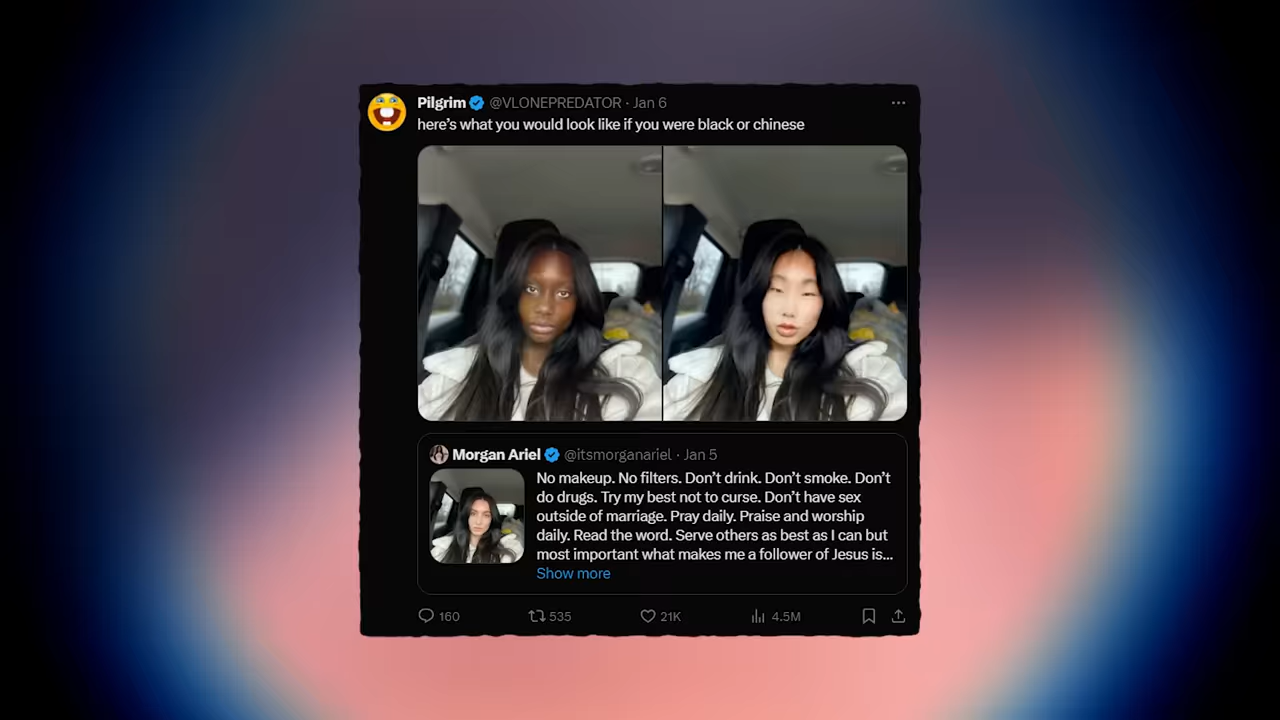 Pilgrim @VLONEPREDATOR · Jan 6
here's what you would look like if you were black or chinese
Morgan Ariel @itsmorganariel · Jan 5
No makeup. No filters. Don't drink. Don't smoke. Don't
do drugs. Try my best not to curse. Don't have sex
outside of marriage. Pray daily. Praise and worship
daily. Read the word. Serve others as best as I can but
most important what makes me a follower of Jesus is...
Show more
160 535 21K 4.5M